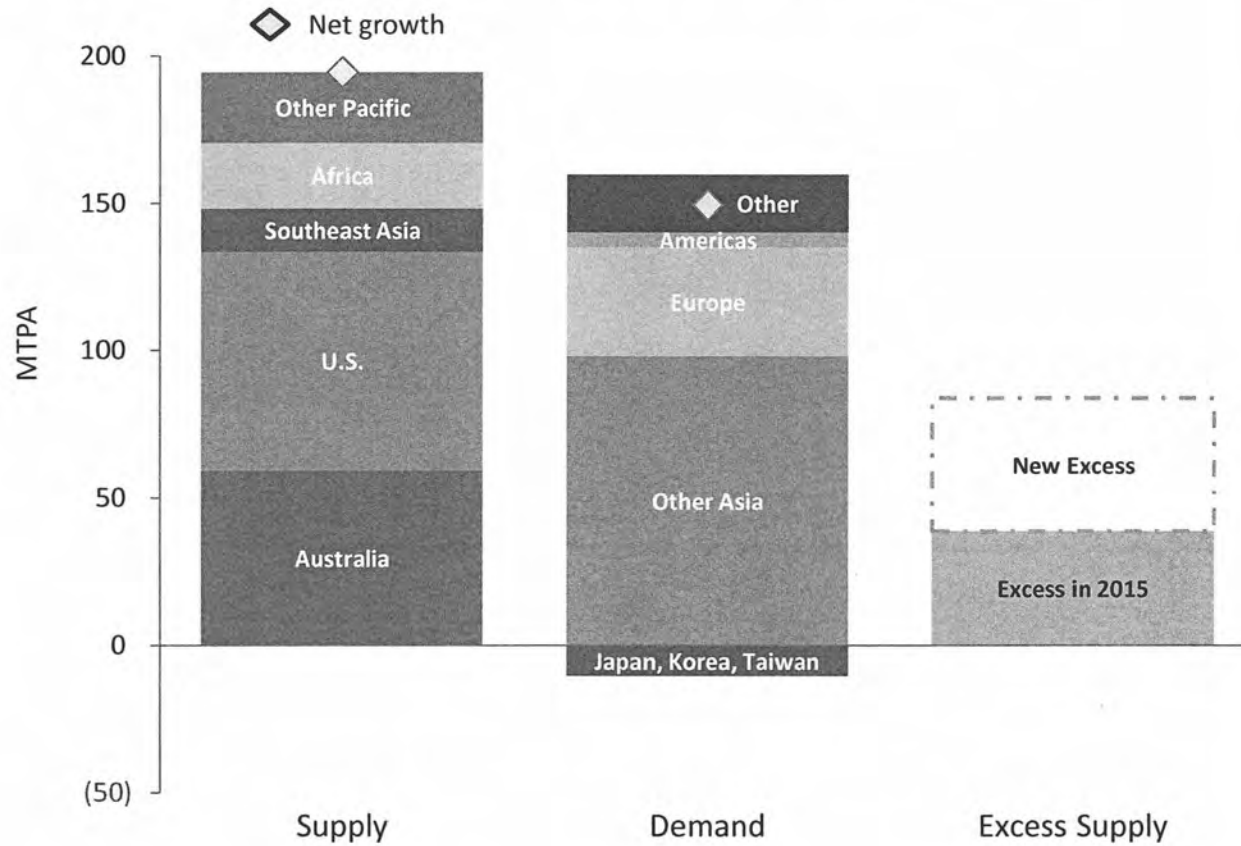 Net growth
200
150
100
50
0
(50)
MTPA
Other Pacific
Africa
Southeast Asia
U.S.
Australia
Other
Americas
Europe
Other Asia
Japan, Korea, Taiwan
New Excess
Excess in 2015
Supply
Demand
Excess Supply